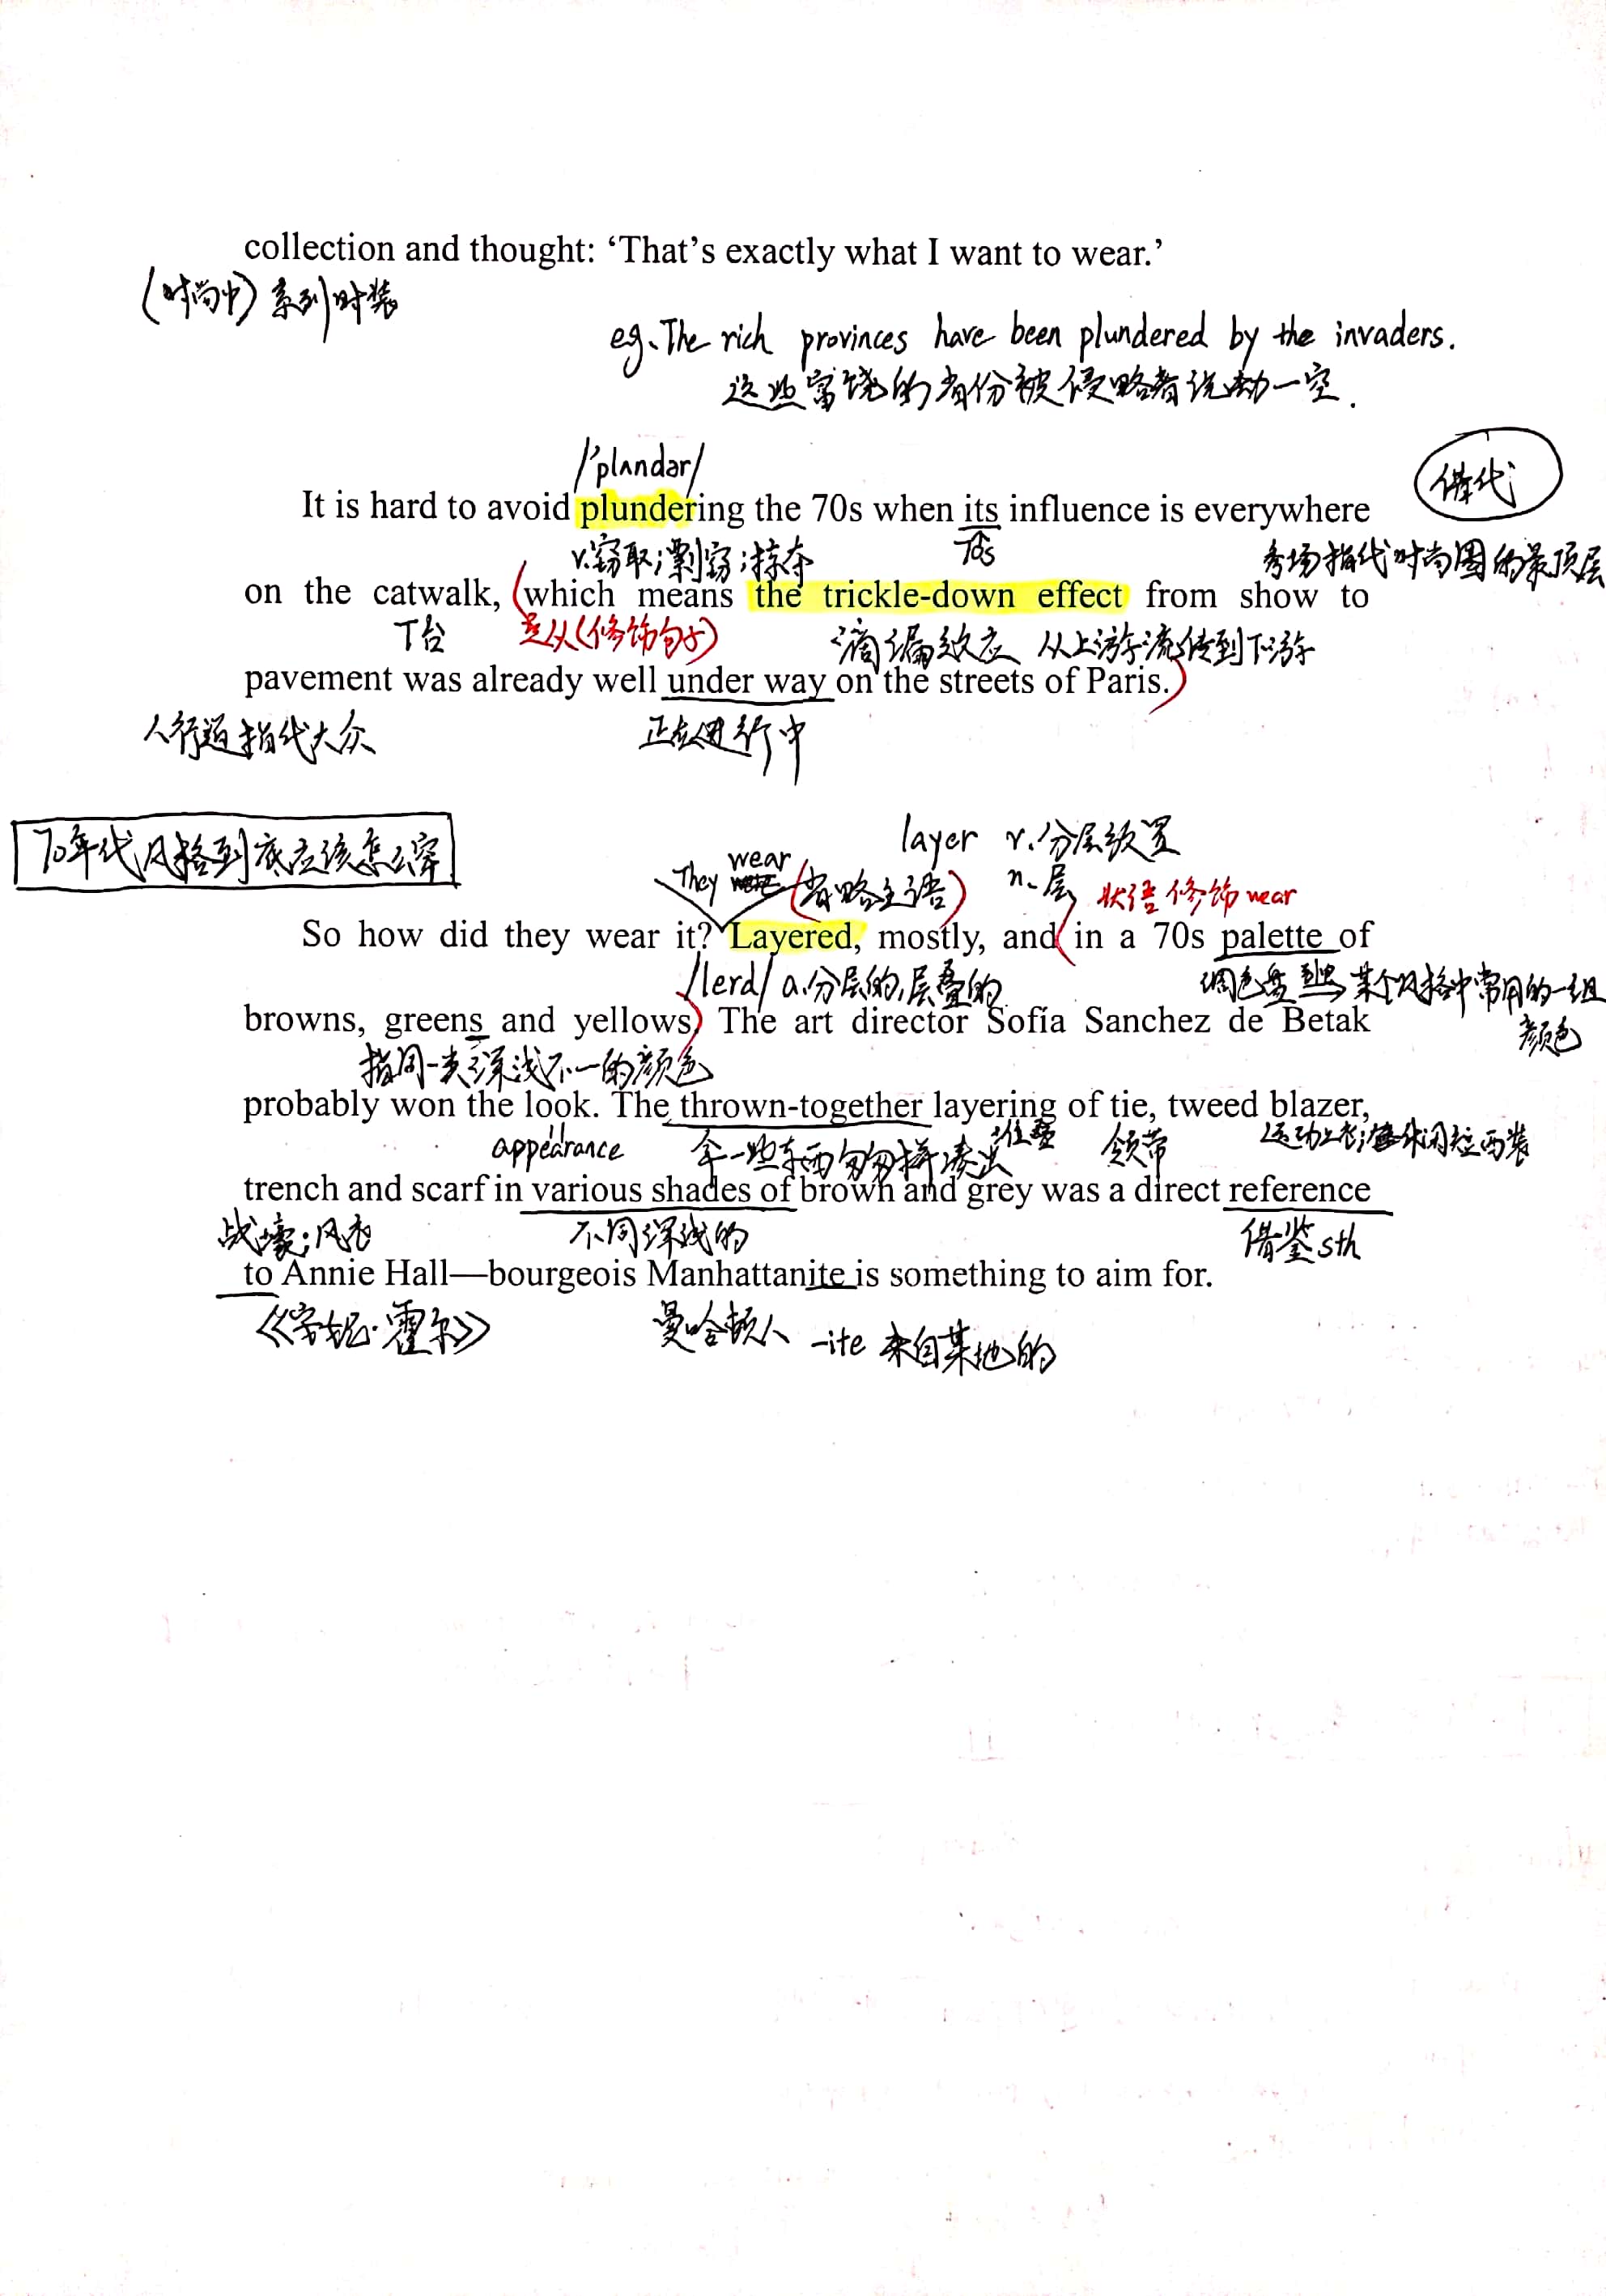 collection and thought: ‘That’s exactly what I want to wear.’
(时尚中) 系列时装
eg. The rich provinces have been plundered by the invaders.
这些富饶的省份被侵略者洗劫一空.
/ˈplʌndər/
借代
It is hard to avoid plundering the 70s when its influence is everywhere
v.窃取;剽窃;掠夺 70s 秀场指代时尚圈的最顶层
on the catwalk, (which means the trickle-down effect from show to
T台 定从(修饰句子) 滴漏效应 从上游流传到下游
pavement was already well under way on the streets of Paris.)
人行道指代大众 正在进行中
layer v.分层放置
70年代风格到底应该怎么穿
They wear (省略主语) n.层 状语修饰wear
So how did they wear it? Layered, mostly, and (in a 70s palette of
/lerd/ a.分层的,层叠的 调色盘 某个风格中常用的一组
browns, greens and yellows) The art director Sofía Sanchez de Betak
颜色
指同一类深浅不一的颜色
probably won the look. The thrown-together layering of tie, tweed blazer,
appearance 拿一些东西匆匆拼凑出 堆叠 领带 运动上衣;休闲短西装
trench and scarf in various shades of brown and grey was a direct reference
战壕;风衣 不同深浅的 借鉴sth
to Annie Hall—bourgeois Manhattanite is something to aim for.
《安妮·霍尔》 曼哈顿人 -ite 来自某地的